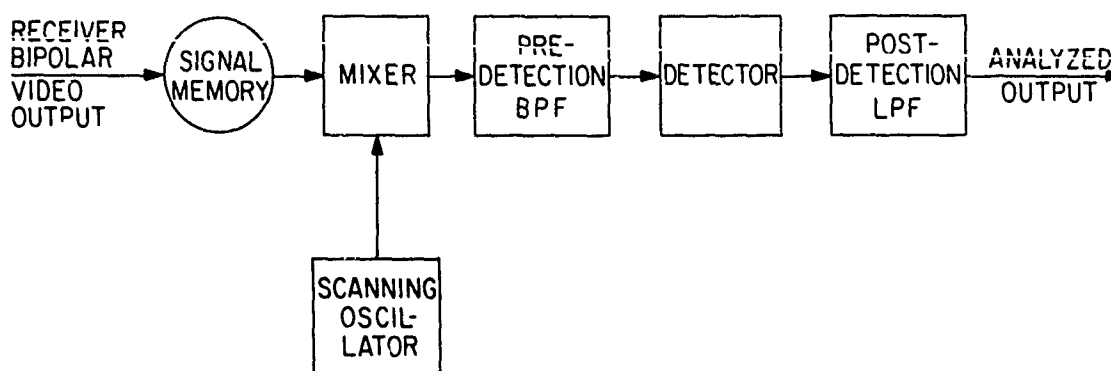 RECEIVER
BIPOLAR
VIDEO
OUTPUT
SIGNAL
MEMORY
MIXER
PRE-
DETECTION
BPF
DETECTOR
POST-
DETECTION
LPF
ANALYZED
OUTPUT
SCANNING
OSCIL-
LATOR